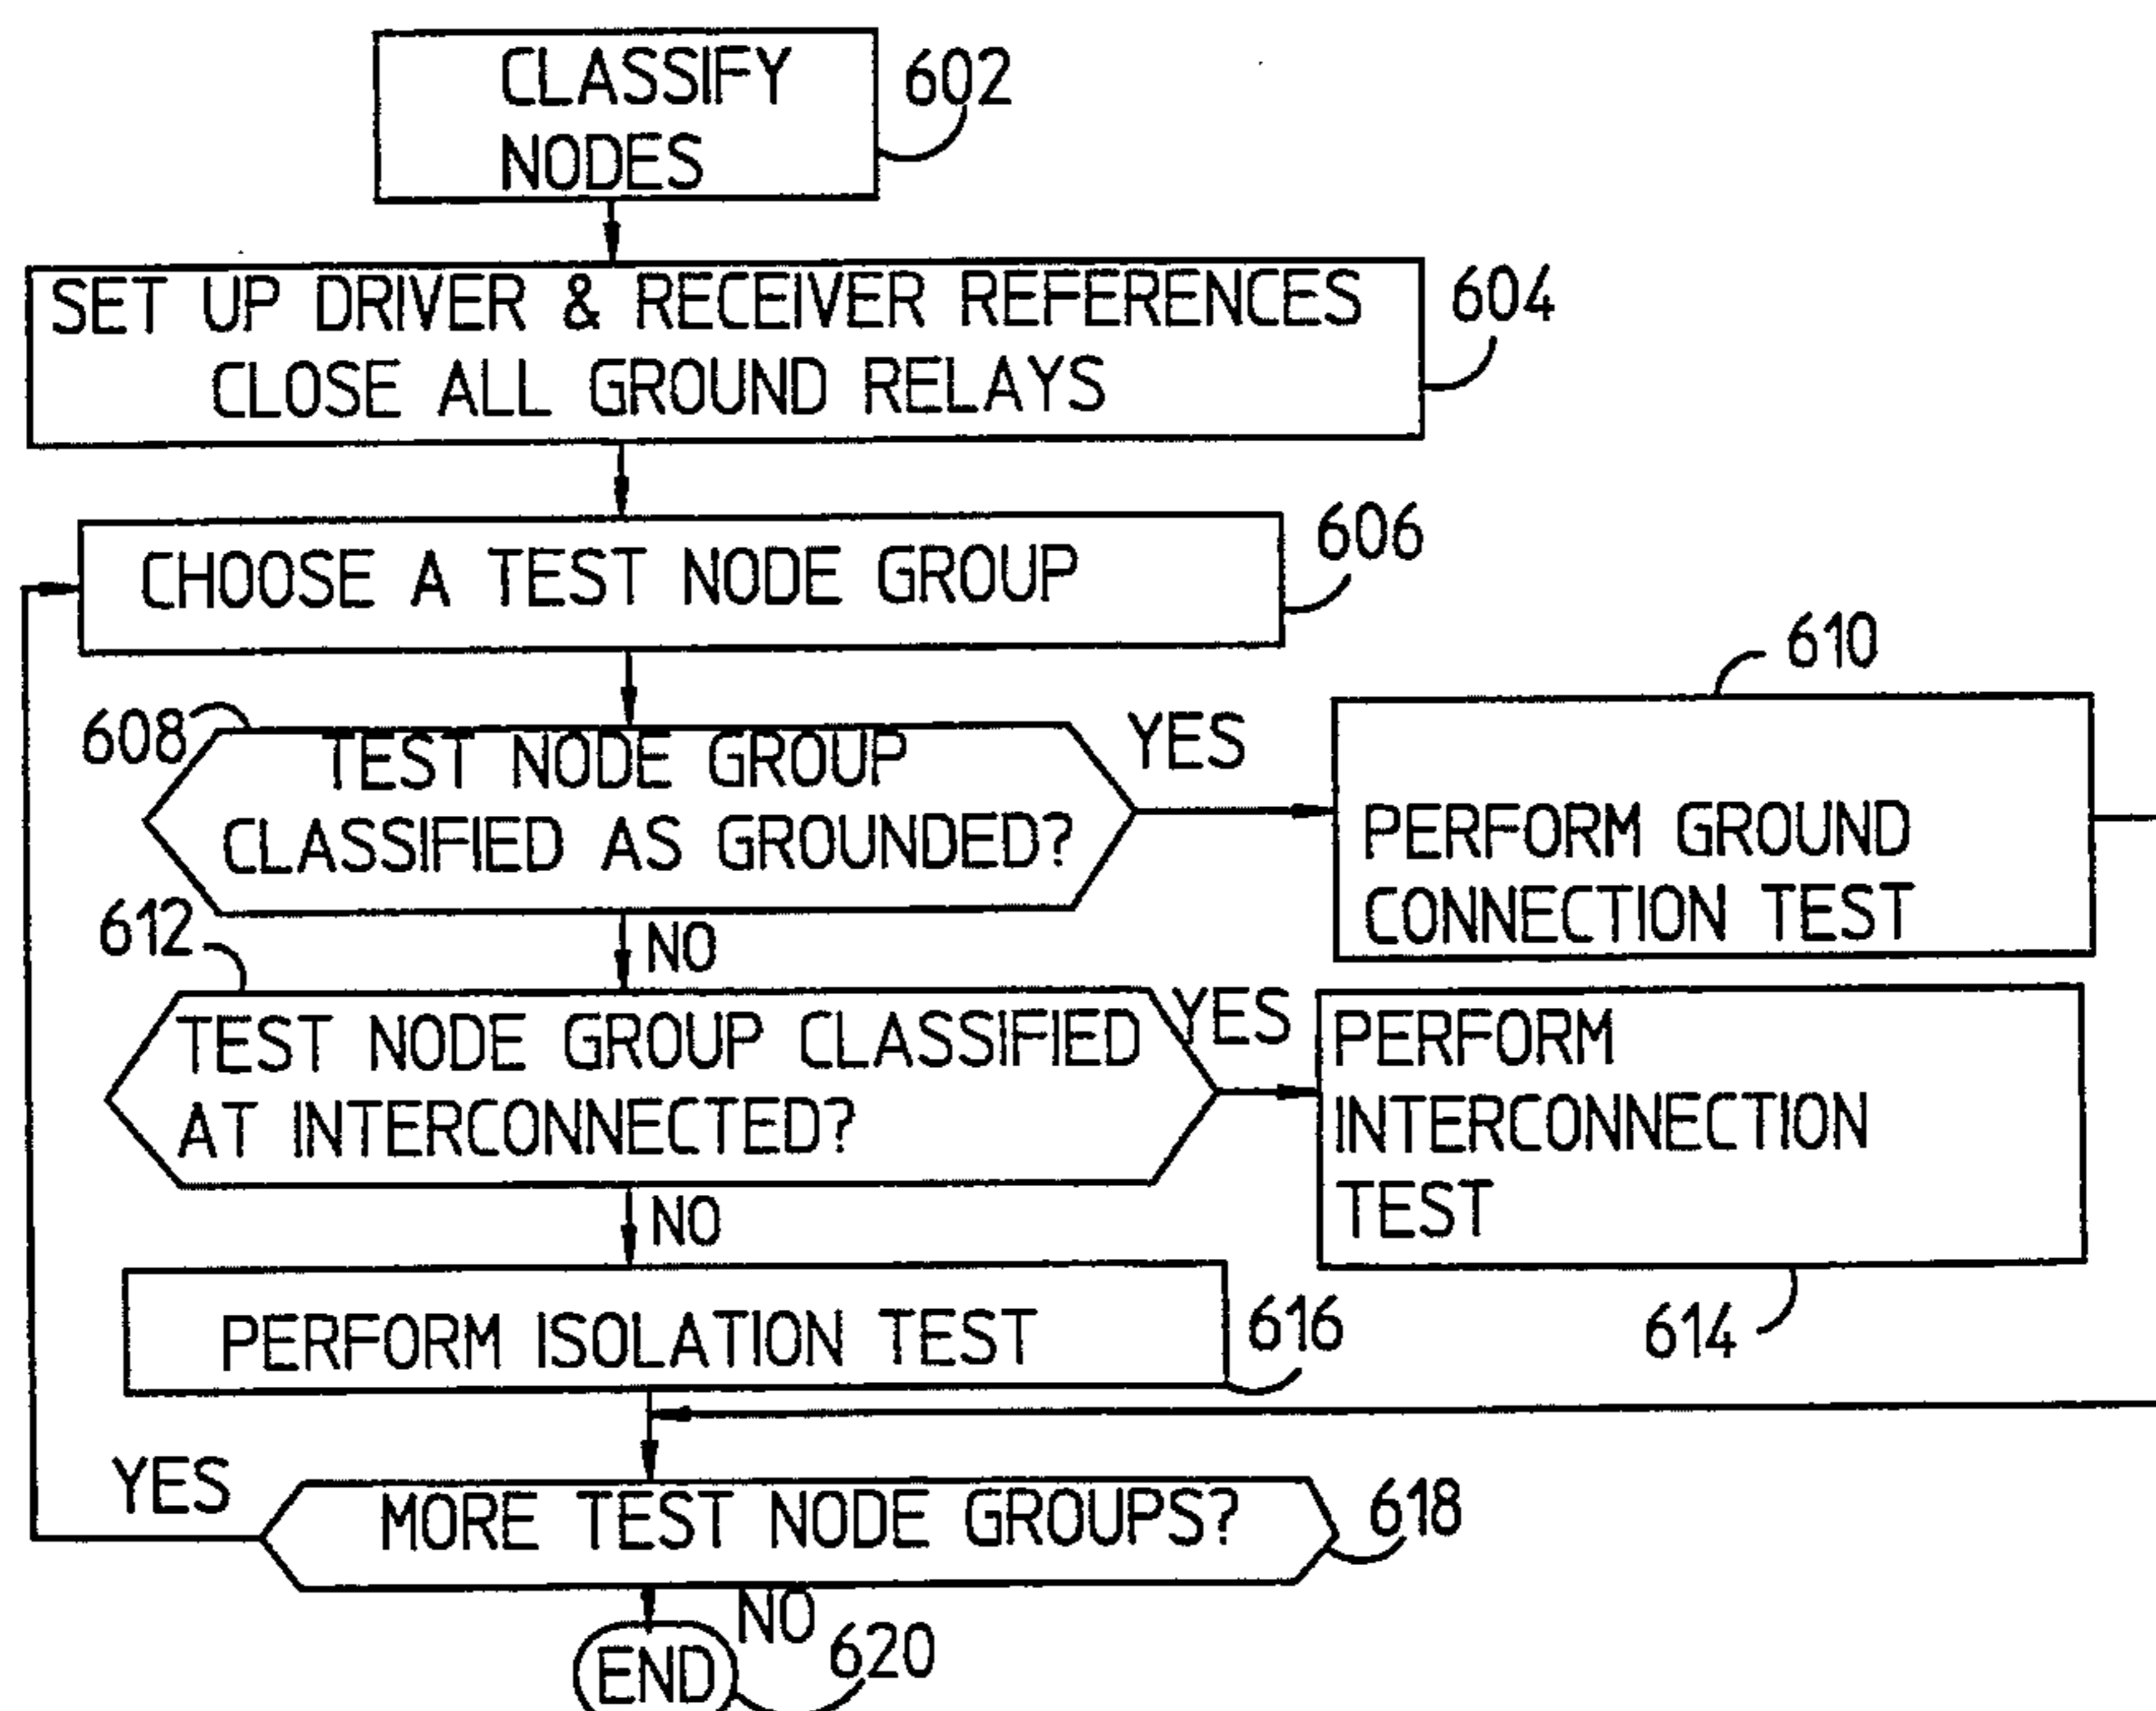 CLASSIFY
NODES
602
SET UP DRIVER & RECEIVER REFERENCES
CLOSE ALL GROUND RELAYS
604
CHOOSE A TEST NODE GROUP
606
608
TEST NODE GROUP
CLASSIFIED AS GROUNDED?
YES
610
PERFORM GROUND
CONNECTION TEST
NO
612
TEST NODE GROUP CLASSIFIED
AT INTERCONNECTED?
YES
PERFORM
INTERCONNECTION
TEST
614
NO
PERFORM ISOLATION TEST
616
YES
MORE TEST NODE GROUPS?
618
NO
END
620